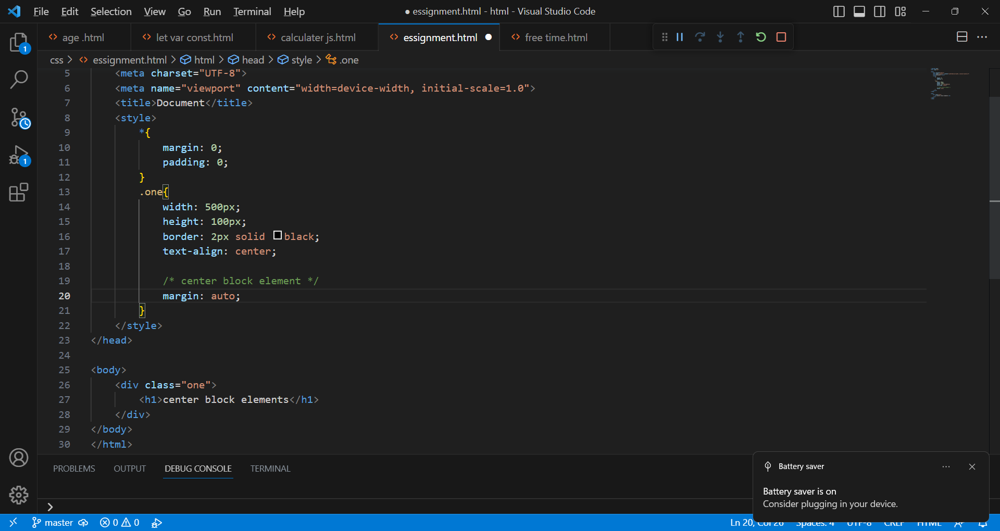 File Edit Selection View Go Run Terminal Help
● essignment.html - html - Visual Studio Code
age .html
let var const.html
calculater js.html
essignment.html
free time.html
css > essignment.html > html > head > style > .one
5 <meta charset="UTF-8">
6 <meta name="viewport" content="width=device-width, initial-scale=1.0">
7 <title>Document</title>
8 <style>
9 *{
10 margin: 0;
11 padding: 0;
12 }
13 .one{
14 width: 500px;
15 height: 100px;
16 border: 2px solid black;
17 text-align: center;
18
19 /* center block element */
20 margin: auto;
21 }
22 </style>
23 </head>
24
25 <body>
26 <div class="one">
27 <h1>center block elements</h1>
28 </div>
29 </body>
30 </html>
1
1
PROBLEMS OUTPUT DEBUG CONSOLE TERMINAL
Battery saver
Battery saver is on
Consider plugging in your device.
master 0 0
Ln 20, Col 26 Spaces: 4 UTF-8 CRLF HTML